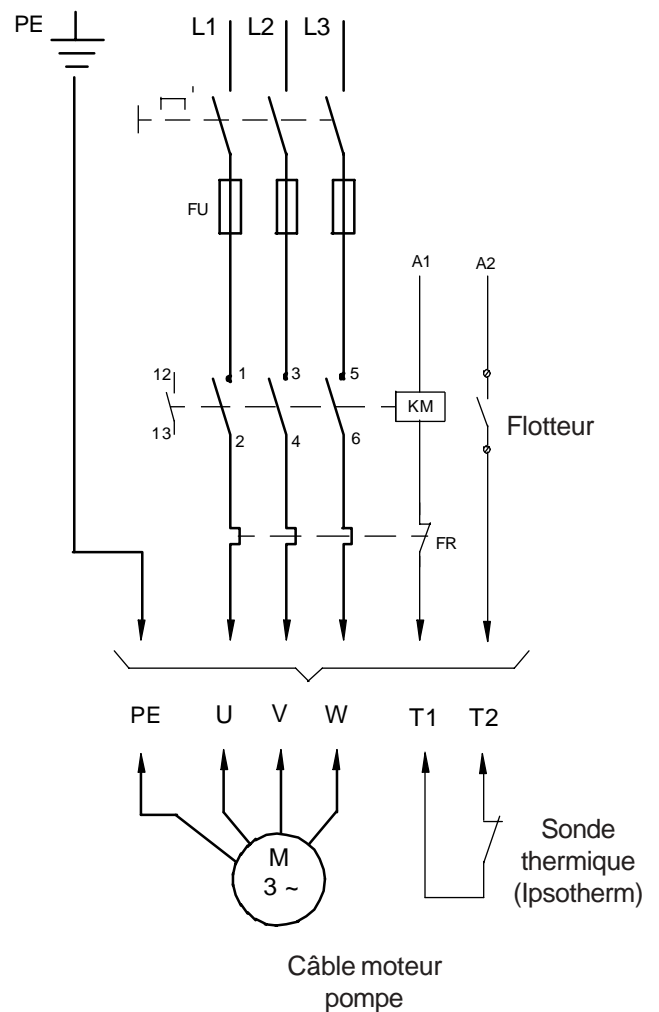 PE
L1 L2 L3
FU
A1 A2
12 1 3 5
KM
Flotteur
13 2 4 6
FR
PE U V W T1 T2
M
3 ~
Sonde
thermique
(Ipsotherm)
Câble moteur
pompe